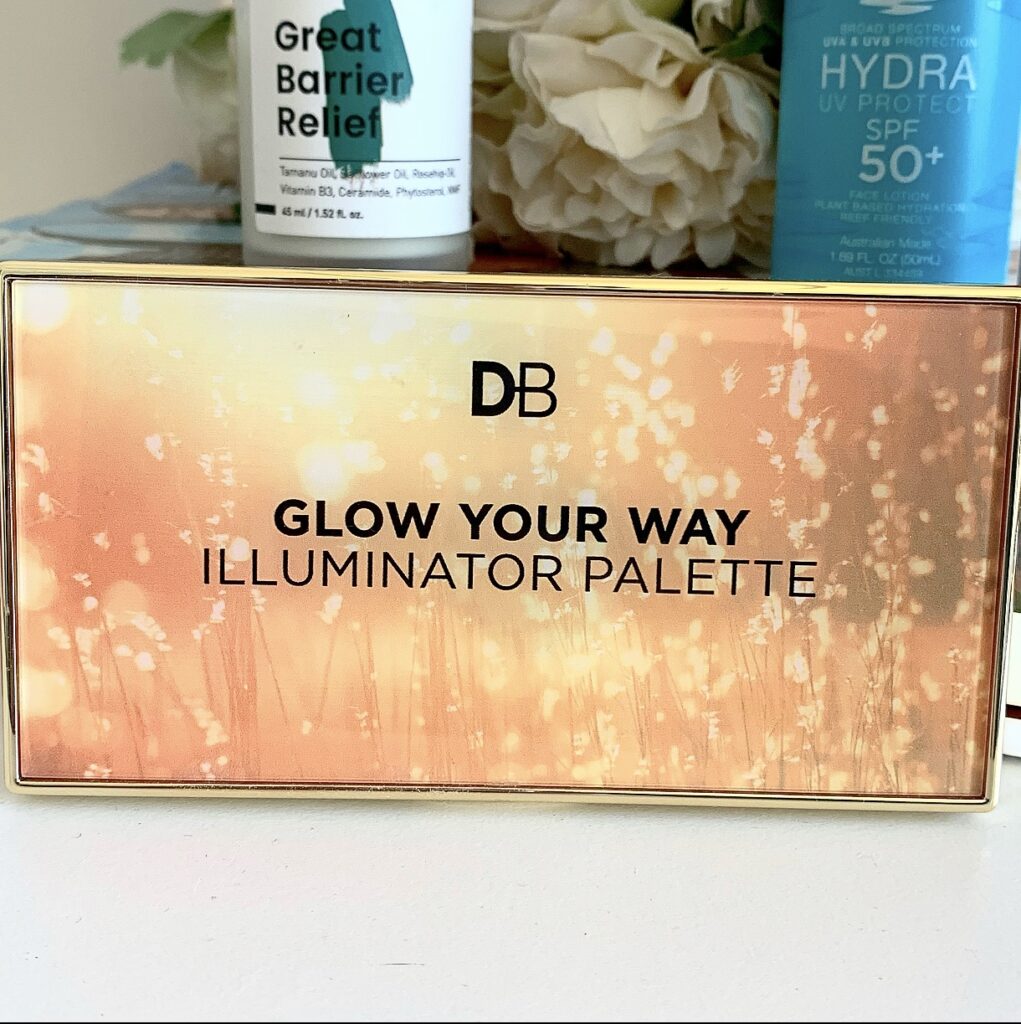 Great
Barrier
Relief
Tamanu Oil, Safflower Oil, Rosehip Oil,
Vitamin B3, Ceramide, Phytosterol, NMF
45 ml / 1.52 fl. oz.
BROAD SPECTRUM
UVA & UVB PROTECTION
HYDRA
UV PROTECT
SPF
50+
FACE LOTION
PLANT BASED HYDRATION
REEF FRIENDLY
Australian Made
1.69 FL. OZ (50mL)
AUST L 334459
DB
GLOW YOUR WAY
ILLUMINATOR PALETTE